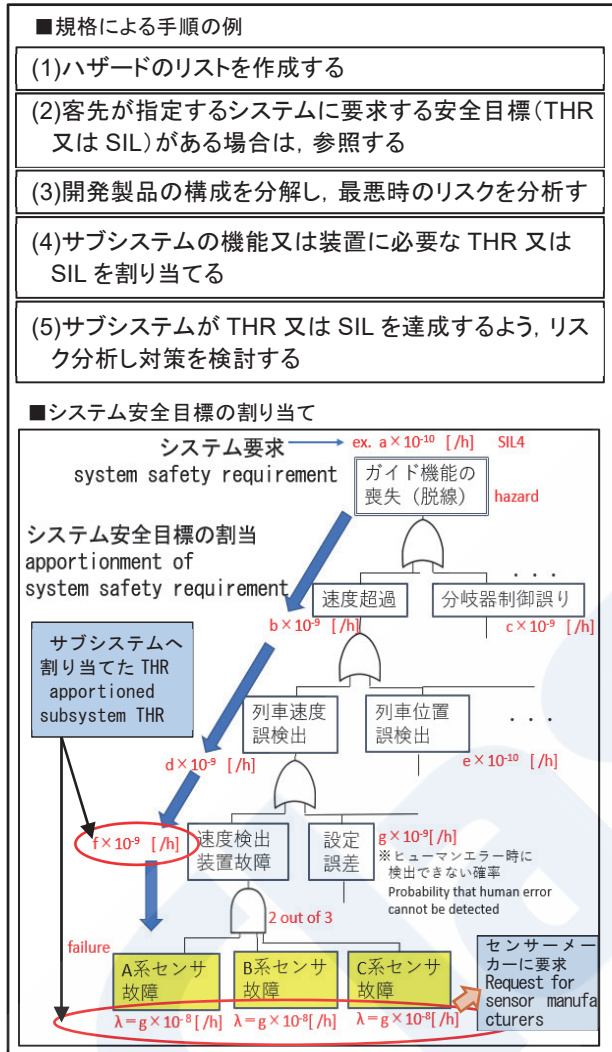 ■規格による手順の例
(1)ハザードのリストを作成する
(2)客先が指定するシステムに要求する安全目標(THR
又は SIL)がある場合は，参照する
(3)開発製品の構成を分解し，最悪時のリスクを分析す
(4)サブシステムの機能又は装置に必要な THR 又は
SIL を割り当てる
(5)サブシステムが THR 又は SIL を達成するよう，リス
ク分析し対策を検討する
■システム安全目標の割り当て
システム要求
ex. a×10⁻¹⁰ [/h] SIL4
system safety requirement
ガイド機能の
喪失（脱線）
hazard
システム安全目標の割当
apportionment of
system safety requirement
速度超過
分岐器制御誤り
・・・
b×10⁻⁹ [/h]
c×10⁻⁹ [/h]
サブシステムへ
割り当てた THR
apportioned
subsystem THR
列車速度
誤検出
列車位置
誤検出
・・・
d×10⁻⁹ [/h]
e×10⁻¹⁰ [/h]
f×10⁻⁹ [/h]
速度検出
装置故障
設定
誤差
g×10⁻⁹[/h]
※ヒューマンエラー時に
検出できない確率
Probability that human error
cannot be detected
2 out of 3
failure
A系センサ
故障
B系センサ
故障
C系センサ
故障
センサーメー
カーに要求
Request for
sensor manufa
cturers
λ＝g×10⁻⁸[/h]
λ＝g×10⁻⁸[/h]
λ＝g×10⁻⁸[/h]